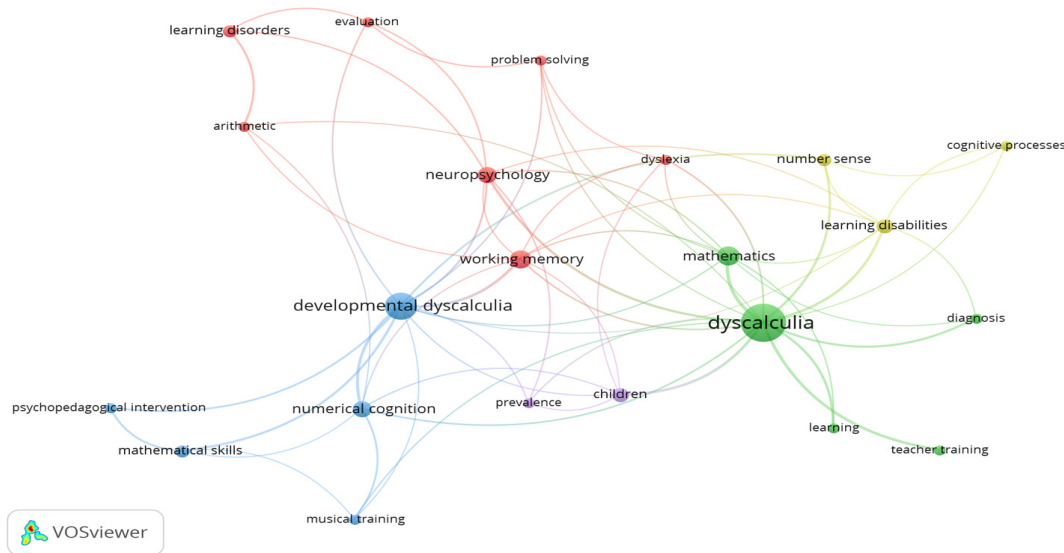 evaluation
learning disorders
problem solving
arithmetic
cognitive processes
dyslexia
number sense
neuropsychology
learning disabilities
working memory
mathematics
developmental dyscalculia
dyscalculia
diagnosis
children
prevalence
psychopedagogical intervention
numerical cognition
learning
mathematical skills
teacher training
musical training
VOSviewer